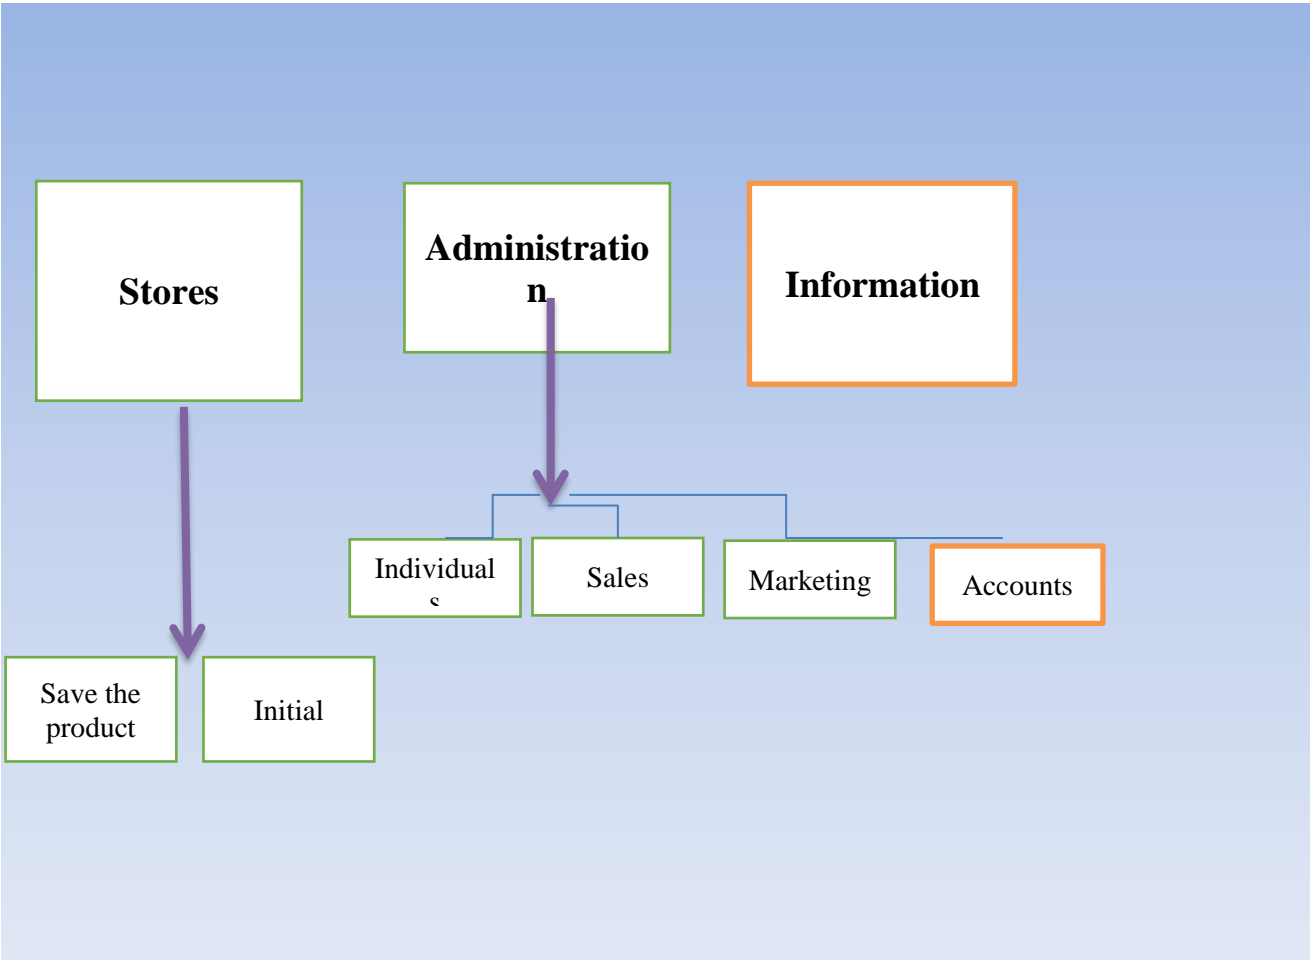 Stores
Administratio
n
Information
Individual
s
Sales
Marketing
Accounts
Save the
product
Initial